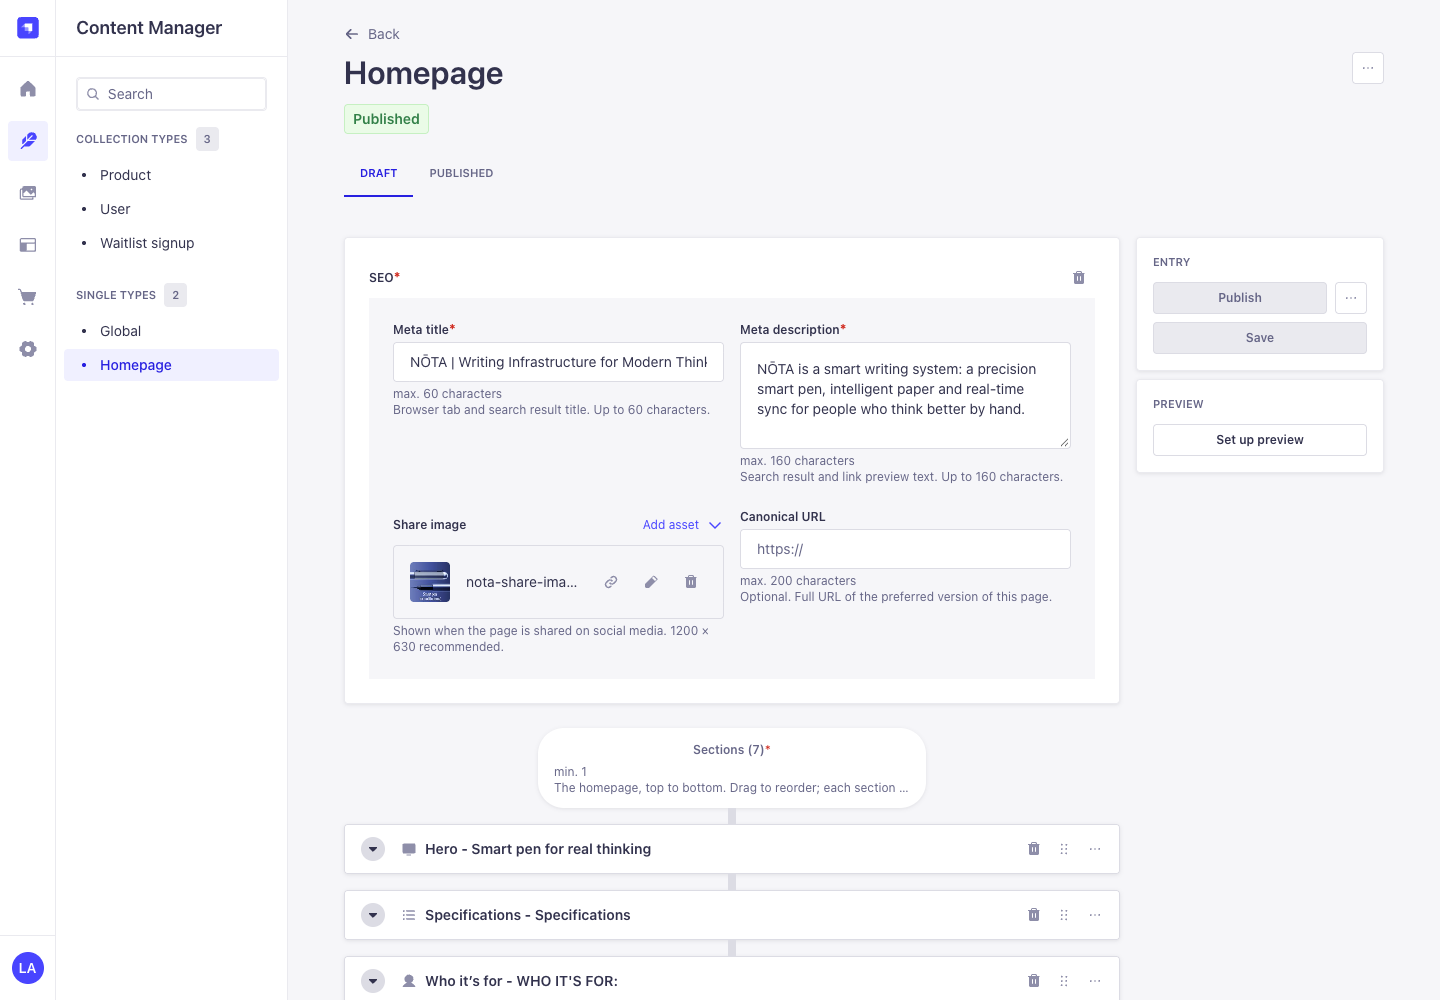 Content Manager
Search
COLLECTION TYPES 3
Product
User
Waitlist signup
SINGLE TYPES 2
Global
Homepage
LA
Back
Homepage
Published
DRAFT PUBLISHED
SEO*
Meta title*
NŌTA | Writing Infrastructure for Modern Think
max. 60 characters
Browser tab and search result title. Up to 60 characters.
Meta description*
NŌTA is a smart writing system: a precision
smart pen, intelligent paper and real-time
sync for people who think better by hand.
max. 160 characters
Search result and link preview text. Up to 160 characters.
Share image Add asset
nota-share-ima...
Shown when the page is shared on social media. 1200 ×
630 recommended.
Canonical URL
https://
max. 200 characters
Optional. Full URL of the preferred version of this page.
ENTRY
Publish
Save
PREVIEW
Set up preview
Sections (7)*
min. 1
The homepage, top to bottom. Drag to reorder; each section ...
Hero - Smart pen for real thinking
Specifications - Specifications
Who it’s for - WHO IT'S FOR: